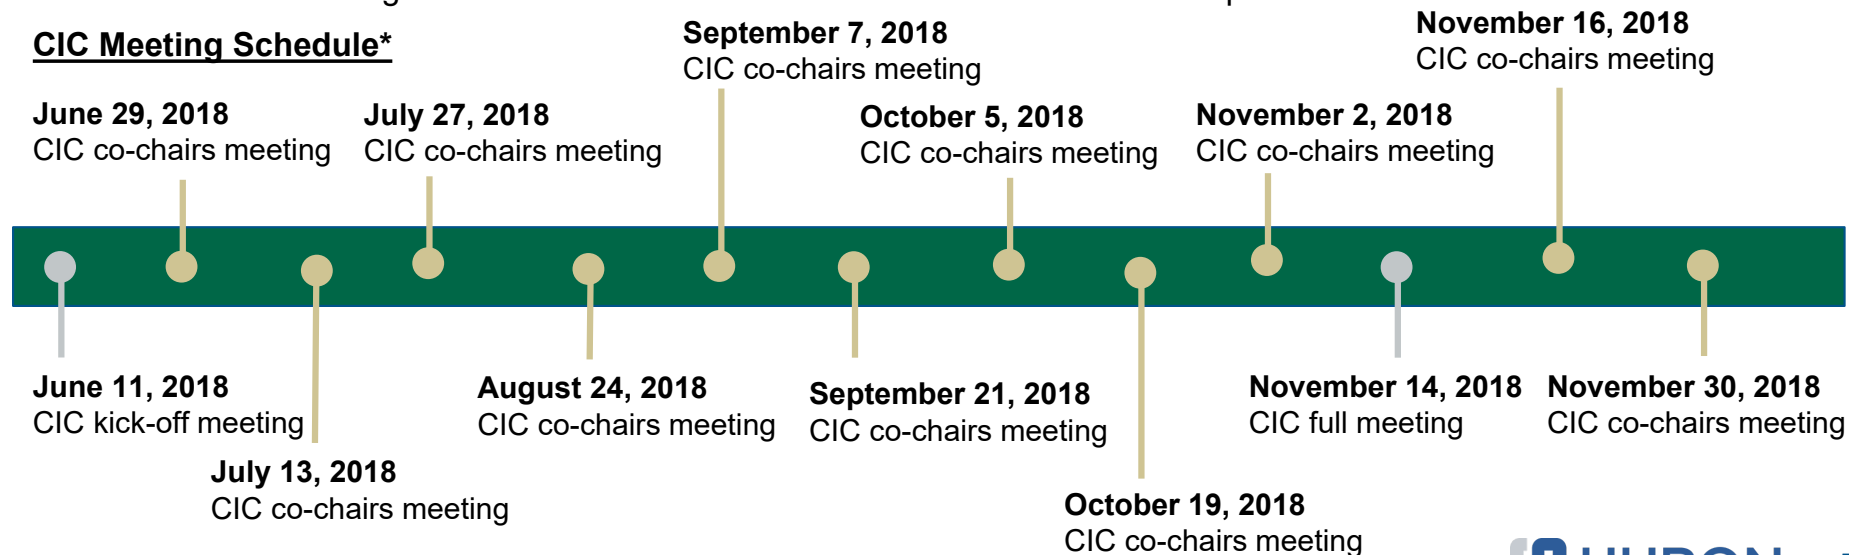 CIC Meeting Schedule*
June 29, 2018
CIC co-chairs meeting
July 27, 2018
CIC co-chairs meeting
September 7, 2018
CIC co-chairs meeting
October 5, 2018
CIC co-chairs meeting
November 2, 2018
CIC co-chairs meeting
November 16, 2018
CIC co-chairs meeting
June 11, 2018
CIC kick-off meeting
July 13, 2018
CIC co-chairs meeting
August 24, 2018
CIC co-chairs meeting
September 21, 2018
CIC co-chairs meeting
October 19, 2018
CIC co-chairs meeting
November 14, 2018
CIC full meeting
November 30, 2018
CIC co-chairs meeting